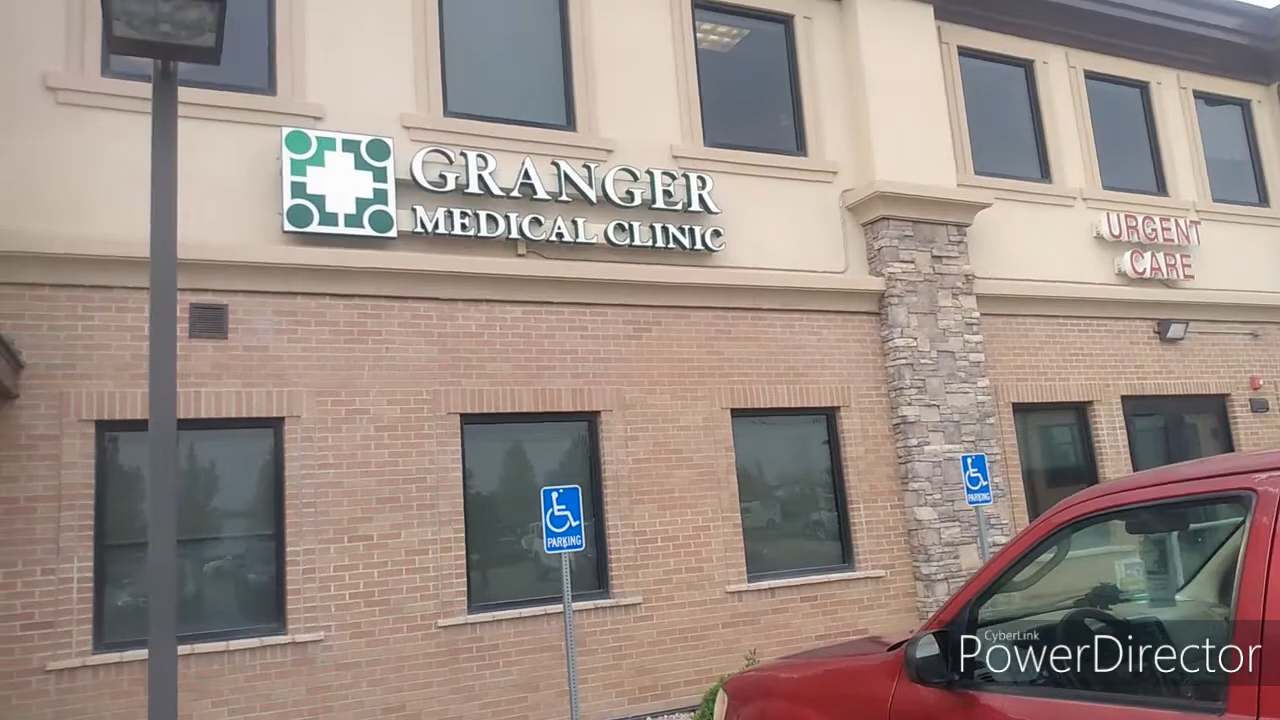 GRANGER
MEDICAL CLINIC
URGENT
CARE
PARKING
PARKING
CyberLink
PowerDirector